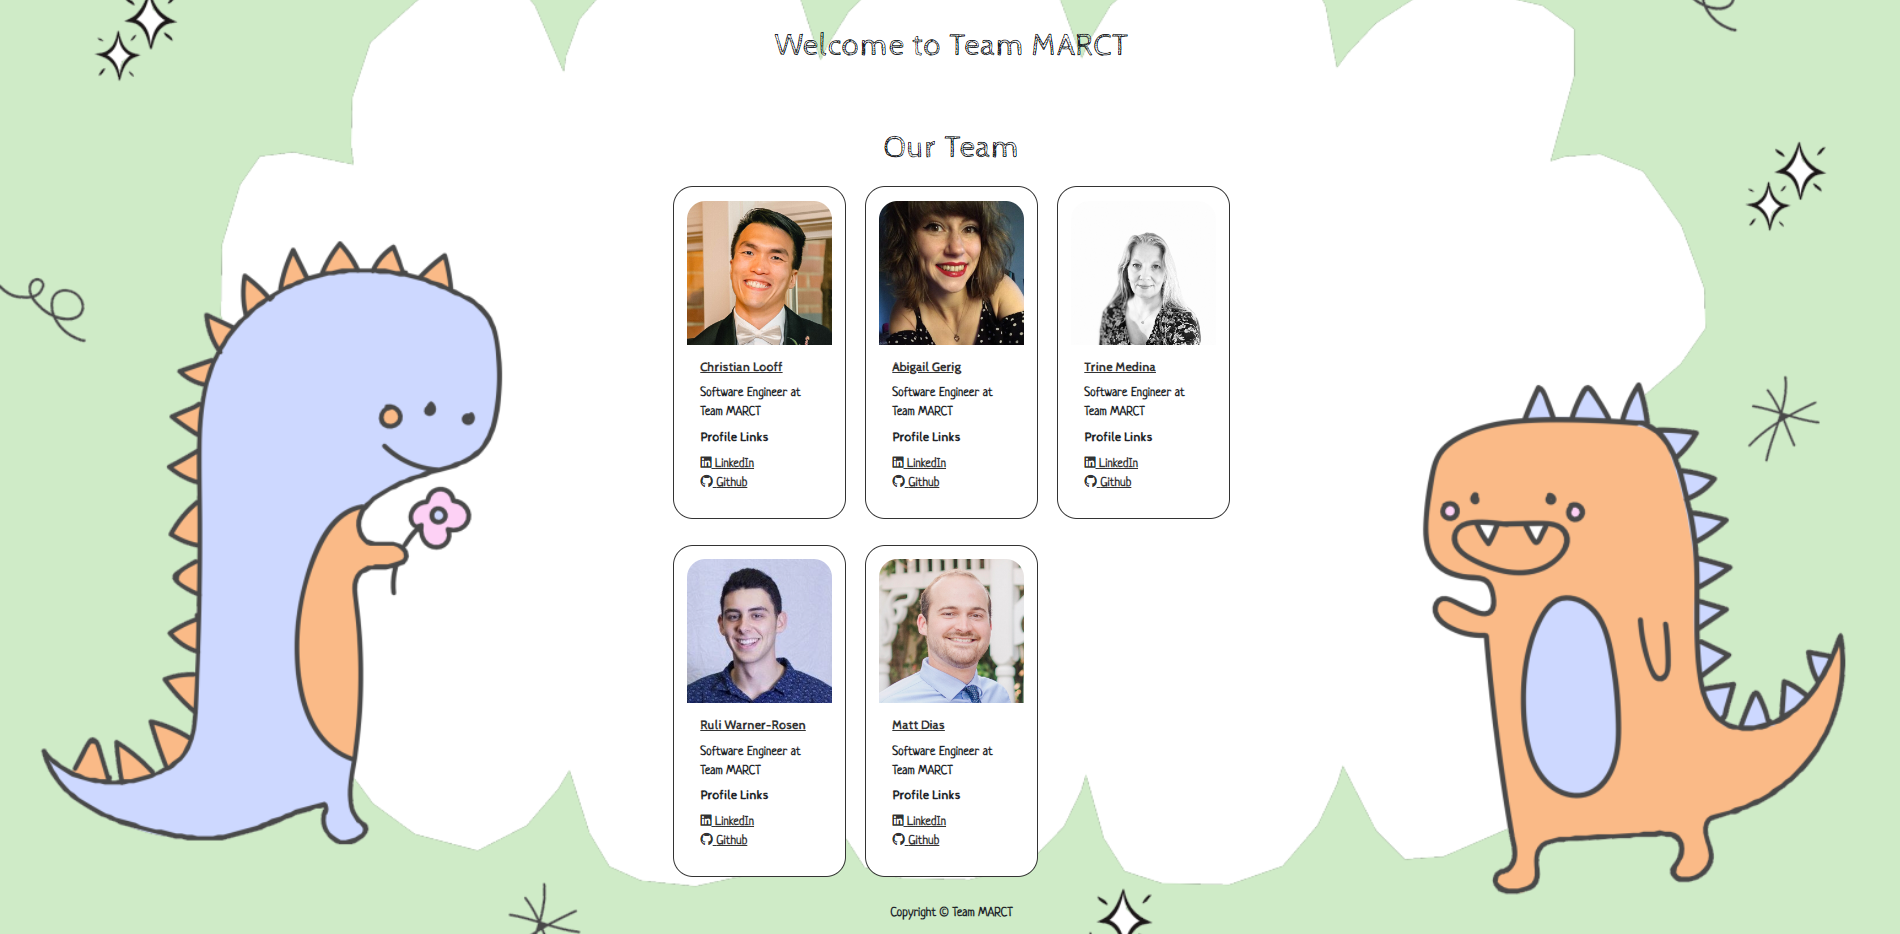 Welcome to Team MARCT
Our Team
Christian Looff
Software Engineer at
Team MARCT
Profile Links
LinkedIn
Github
Abigail Gerig
Software Engineer at
Team MARCT
Profile Links
LinkedIn
Github
Trine Medina
Software Engineer at
Team MARCT
Profile Links
LinkedIn
Github
Ruli Warner-Rosen
Software Engineer at
Team MARCT
Profile Links
LinkedIn
Github
Matt Dias
Software Engineer at
Team MARCT
Profile Links
LinkedIn
Github
Copyright © Team MARCT